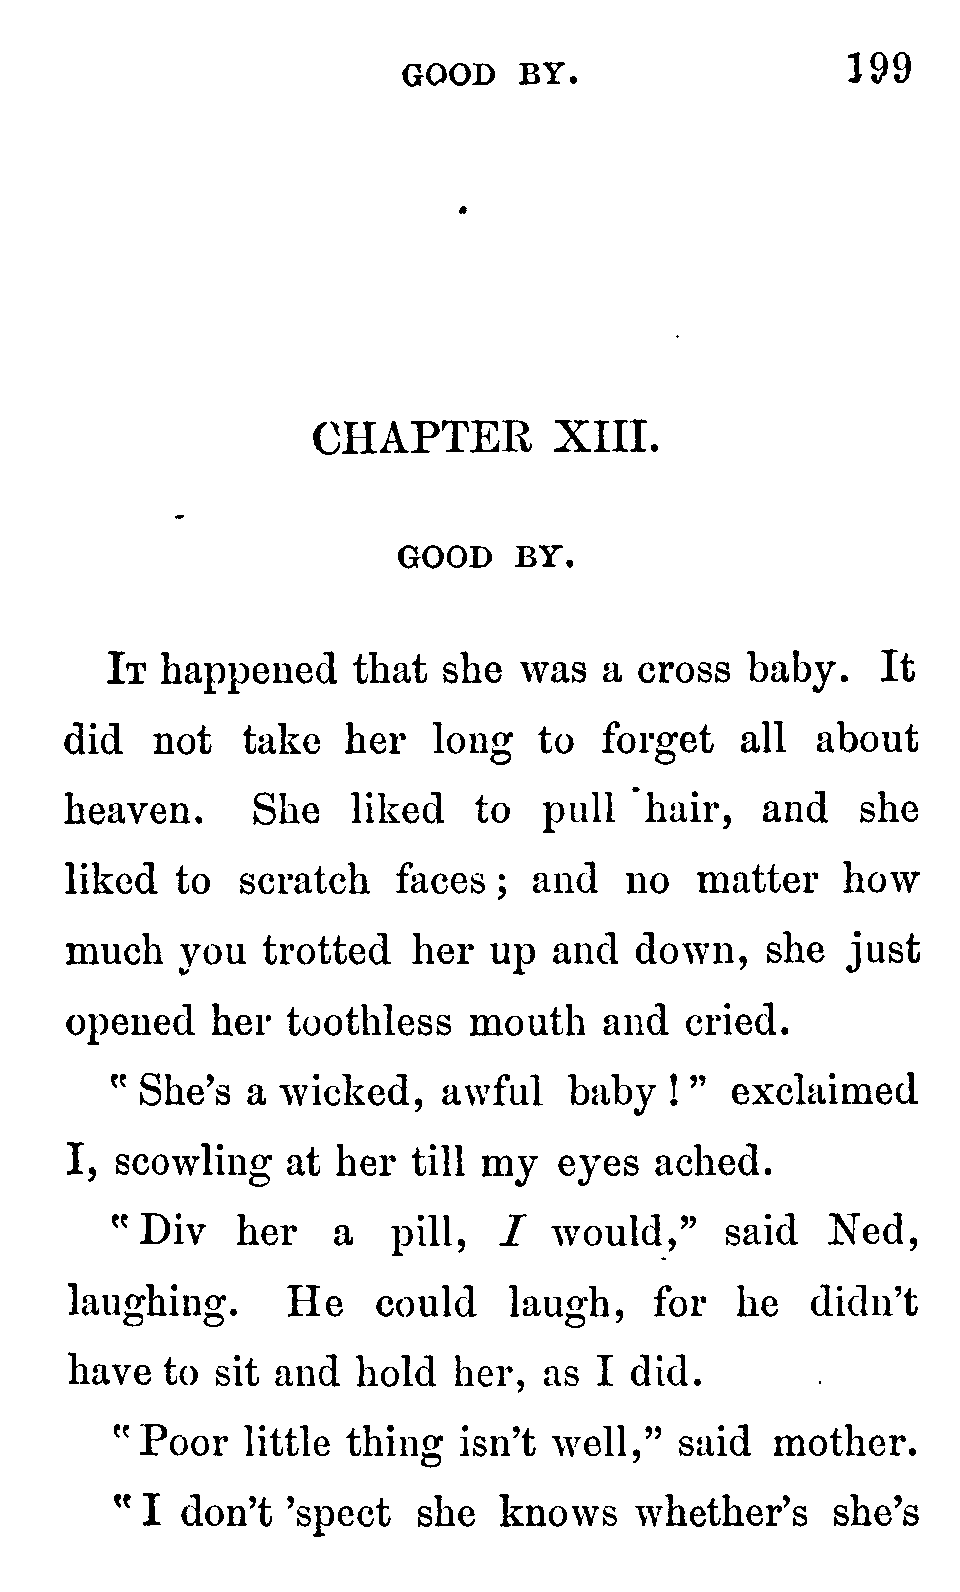 GOOD BY. 199
CHAPTER XIII.
GOOD BY.
IT happened that she was a cross baby. It
did not take her long to forget all about
heaven. She liked to pull hair, and she
liked to scratch faces; and no matter how
much you trotted her up and down, she just
opened her toothless mouth and cried.
"She's a wicked, awful baby!" exclaimed
I, scowling at her till my eyes ached.
"Div her a pill, I would," said Ned,
laughing. He could laugh, for he didn't
have to sit and hold her, as I did.
"Poor little thing isn't well," said mother.
"I don't 'spect she knows whether's she's